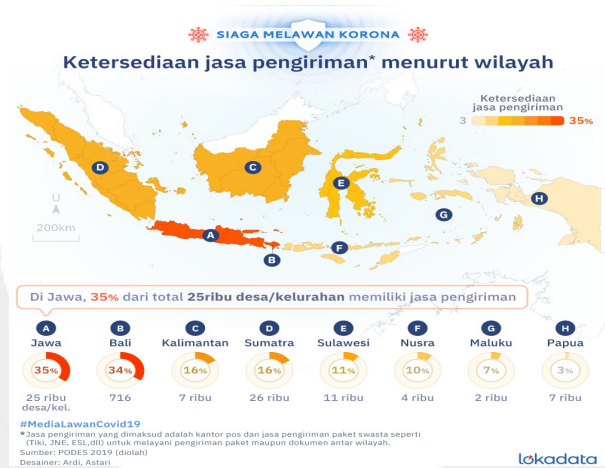 SIAGA MELAWAN KORONA
Ketersediaan jasa pengiriman* menurut wilayah
Ketersediaan
jasa pengiriman
3 35%
D
C
E
H
G
A
F
B
U
200km
Di Jawa, 35% dari total 25ribu desa/kelurahan memiliki jasa pengiriman
A B C D E F G H
Jawa Bali Kalimantan Sumatra Sulawesi Nusra Maluku Papua
35% 34% 16% 16% 11% 10% 7% 3%
25 ribu 716 7 ribu 26 ribu 11 ribu 4 ribu 2 ribu 7 ribu
desa/kel.
#MediaLawanCovid19
*Jasa pengiriman yang dimaksud adalah kantor pos dan jasa pengiriman paket swasta seperti
(Tiki, JNE, ESL,dll) untuk melayani pengiriman paket maupun dokumen antar wilayah.
Sumber: PODES 2019 (diolah)
Desainer: Ardi, Astari
lokadata